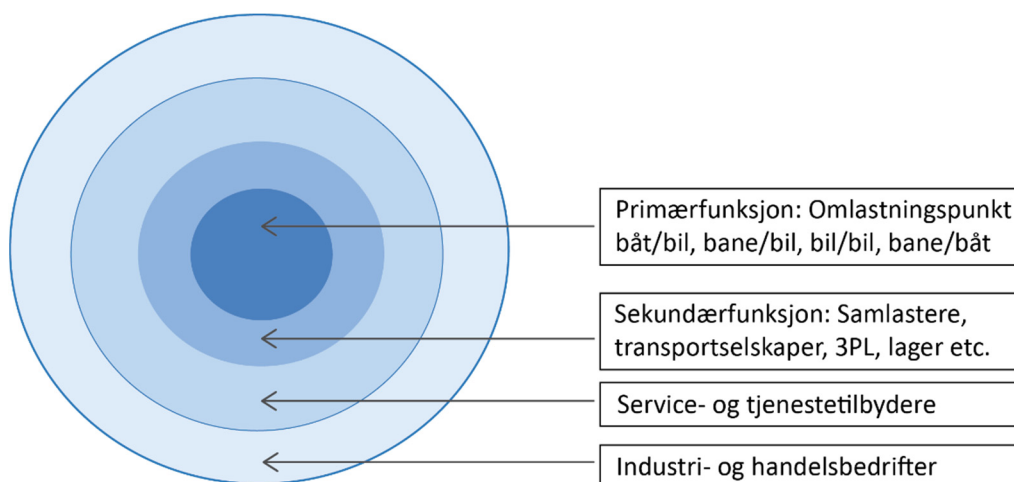 Primærfunksjon: Omlastningspunkt
båt/bil, bane/bil, bil/bil, bane/båt
Sekundærfunksjon: Samlastere,
transportselskaper, 3PL, lager etc.
Service- og tjenestetilbydere
Industri- og handelsbedrifter